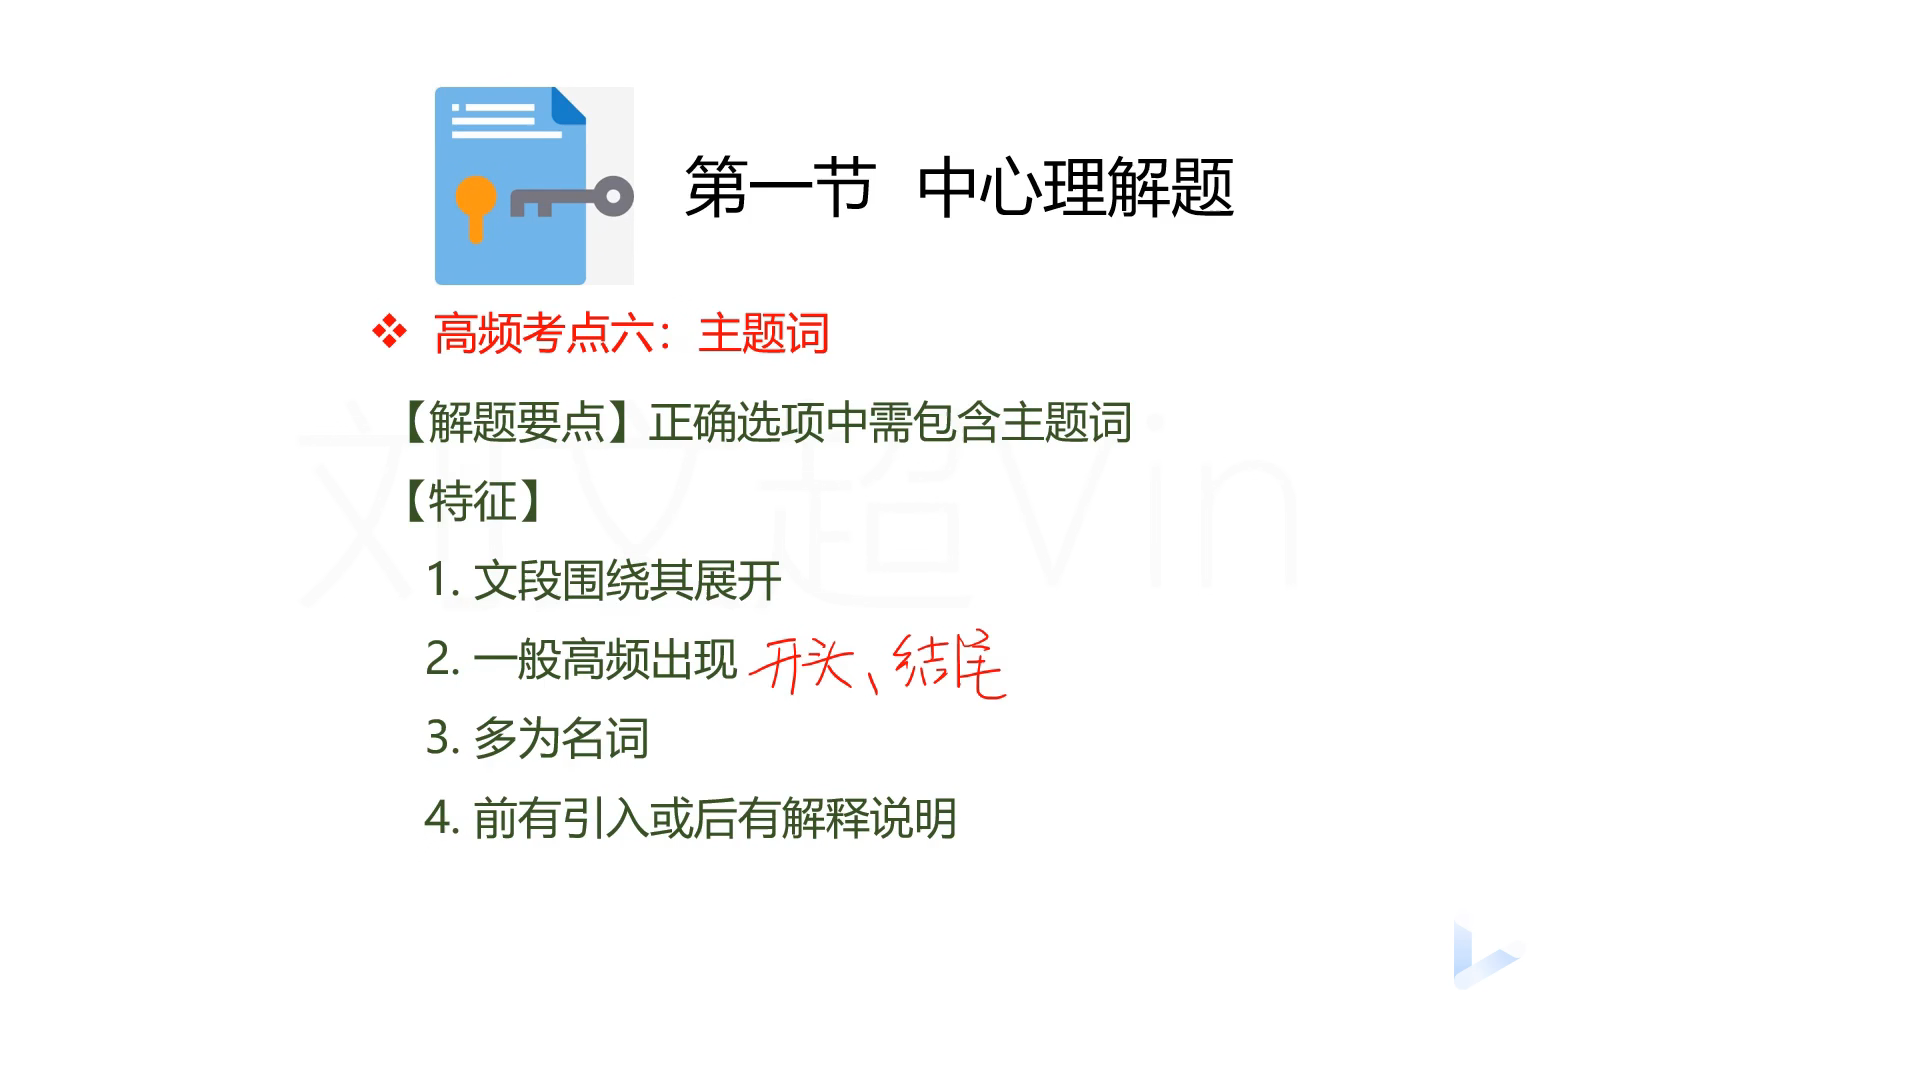 第一节 中心理解题
❖ 高频考点六：主题词
【解题要点】正确选项中需包含主题词
【特征】
1. 文段围绕其展开
2. 一般高频出现 开头、结尾
3. 多为名词
4. 前有引入或后有解释说明
刘文超Vin